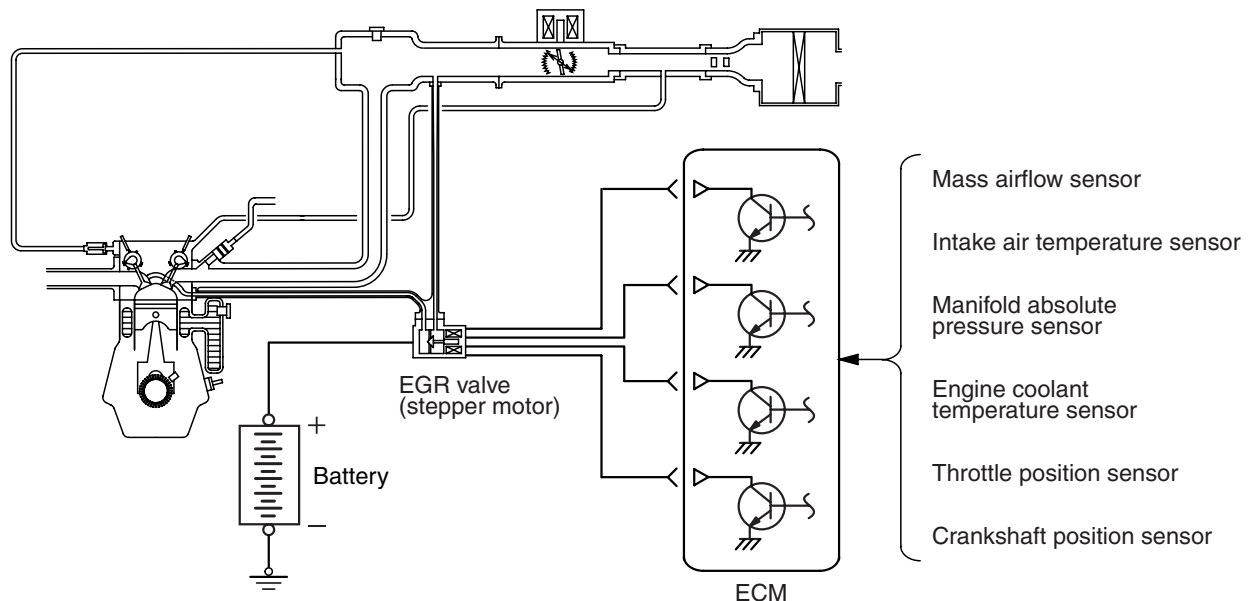 Mass airflow sensor
Intake air temperature sensor
Manifold absolute
pressure sensor
Engine coolant
temperature sensor
Throttle position sensor
Crankshaft position sensor
EGR valve
(stepper motor)
+
Battery
−
ECM